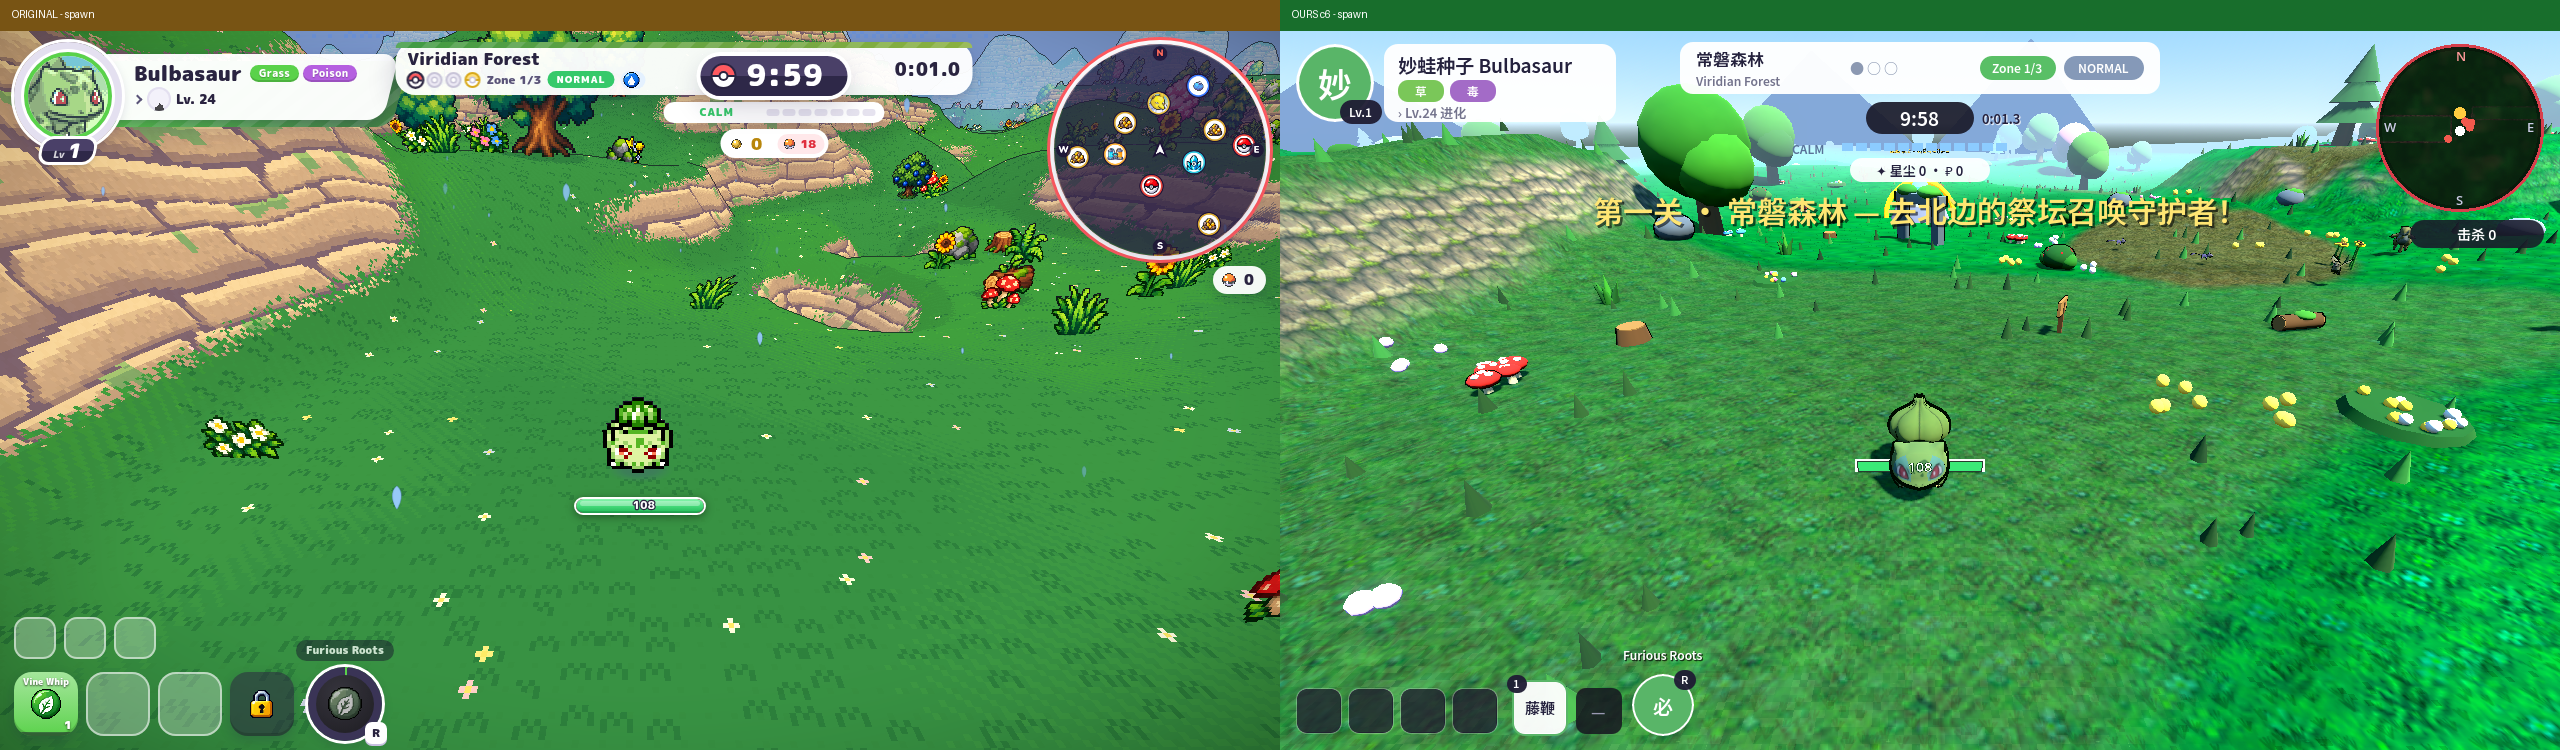 ORIGINAL - spawn
Bulbasaur Grass Poison
> Lv. 24
Lv 1
Viridian Forest
Zone 1/3 NORMAL
9:59
0:01.0
CALM
0 18
N
W E
S
0
108
Furious Roots
Vine Whip
1
R
OURS c6 - spawn
妙
Lv.1
妙蛙种子 Bulbasaur
草 毒
› Lv.24 进化
常磐森林
Viridian Forest
Zone 1/3 NORMAL
9:58 0:01.3
CALM
✦ 星尘 0 · ₽ 0
第一关 · 常磐森林 — 去北边的祭坛召唤守护者!
N
W E
S
击杀 0
108
Furious Roots
1
藤鞭
—
必
R